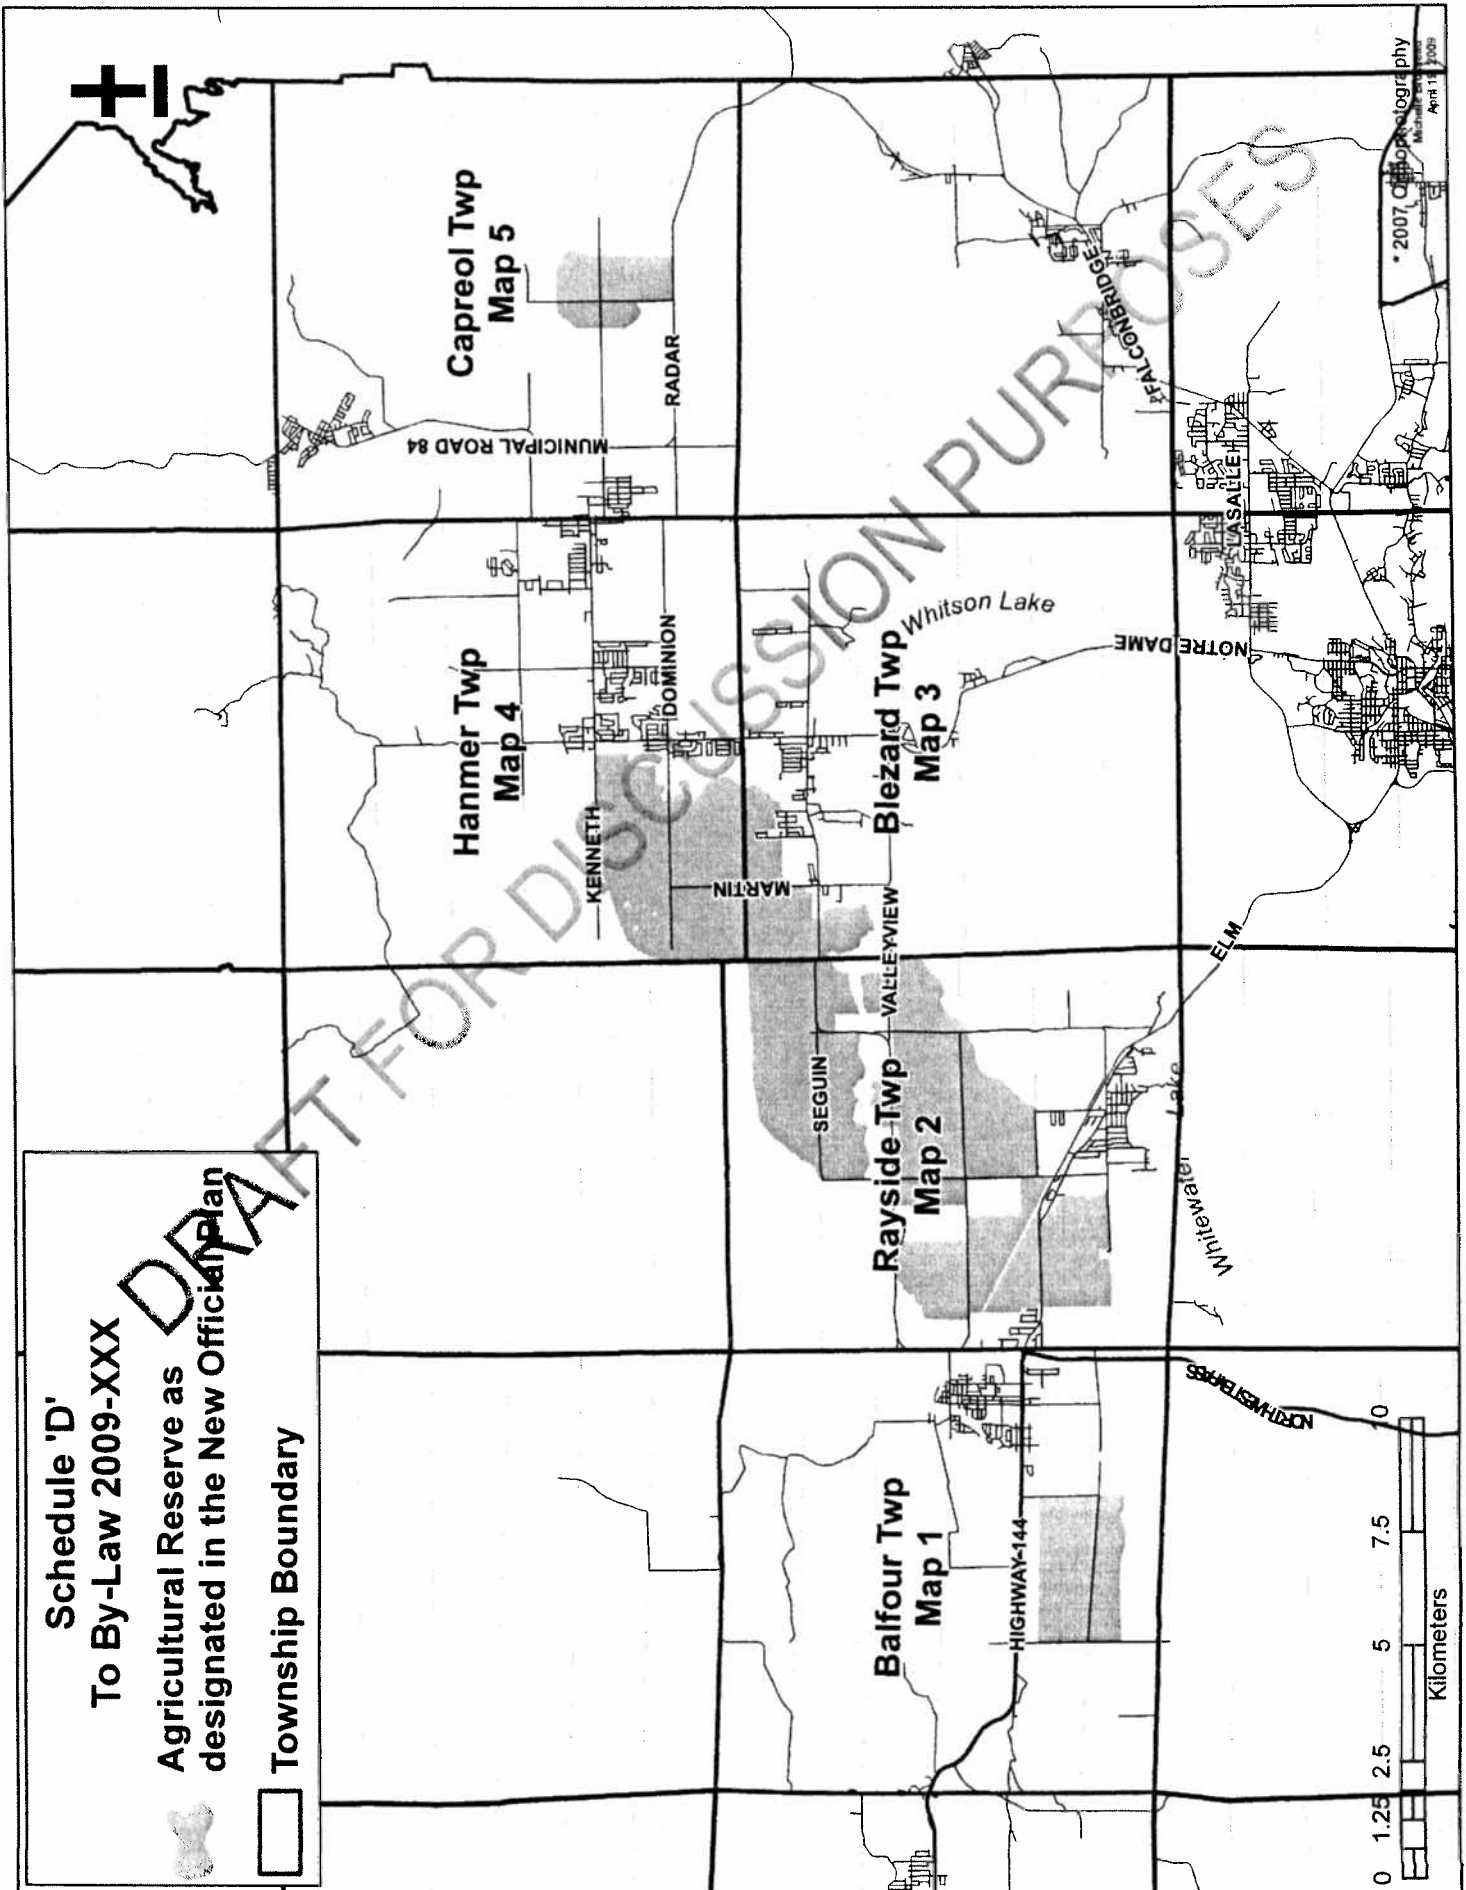 Schedule 'D'
To By-Law 2009-XXX
Agricultural Reserve as
designated in the New Official Plan
Township Boundary
DRAFT FOR DISCUSSION PURPOSES
Capreol Twp
Map 5
MUNICIPAL ROAD 84
RADAR
Hanmer Twp
Map 4
KENNETH
DOMINION
MARTIN
Blezard Twp
Map 3
Whitson Lake
VALLEYVIEW
SEGUIN
Rayside Twp
Map 2
Whitewater
Lake
Balfour Twp
Map 1
HIGHWAY-144
NORTHWEST BYPASS
ELM
NOTRE DAME
LASALLE
FALCONBRIDGE
0 1.25 2.5 5 7.5 10
Kilometers
* 2007 Orthophotography
Michelle
2009